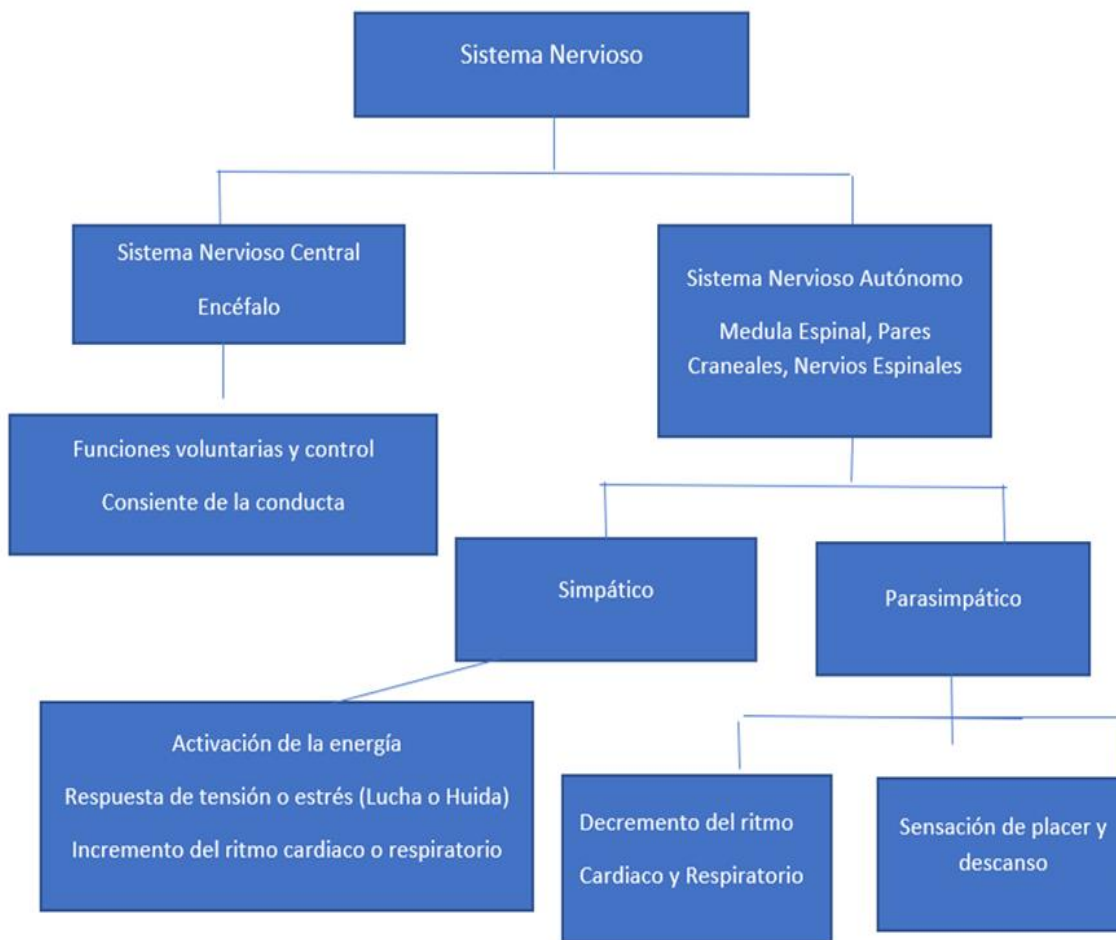 Sistema Nervioso
Sistema Nervioso Central
Encéfalo
Sistema Nervioso Autónomo
Medula Espinal, Pares
Craneales, Nervios Espinales
Funciones voluntarias y control
Consiente de la conducta
Simpático
Parasimpático
Activación de la energía
Respuesta de tensión o estrés (Lucha o Huida)
Incremento del ritmo cardiaco o respiratorio
Decremento del ritmo
Cardiaco y Respiratorio
Sensación de placer y
descanso